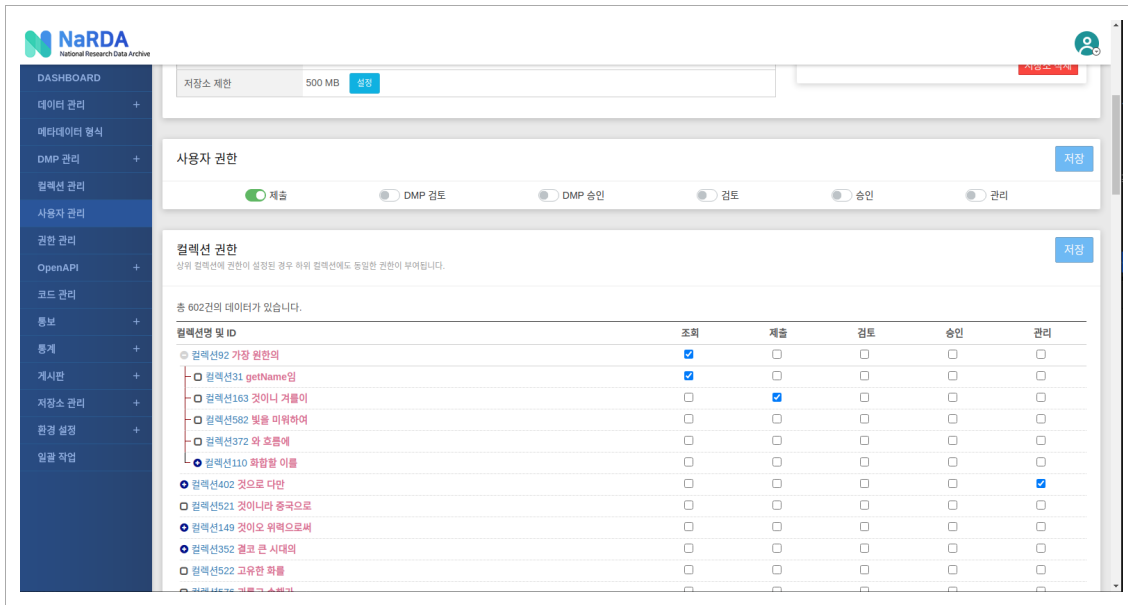 NaRDA
National Research Data Archive
DASHBOARD
데이터 관리 +
메타데이터 형식
DMP 관리 +
컬렉션 관리
사용자 관리
권한 관리
OpenAPI +
코드 관리
통보 +
통계 +
게시판 +
저장소 관리 +
환경 설정 +
일괄 작업
저장소 제한 500 MB 설정
저장소 삭제
사용자 권한 저장
제출 DMP 검토 DMP 승인 검토 승인 관리
컬렉션 권한 저장
상위 컬렉션에 권한이 설정된 경우 하위 컬렉션에도 동일한 권한이 부여됩니다.
총 602건의 데이터가 있습니다.
컬렉션명 및 ID 조회 제출 검토 승인 관리
컬렉션92 가장 원한의
컬렉션31 getName임
컬렉션163 것이니 겨를이
컬렉션582 빛을 미워하여
컬렉션372 와 흐름에
컬렉션110 화합할 이를
컬렉션402 것으로 다만
컬렉션521 것이니라 중국으로
컬렉션149 것이오 위력으로써
컬렉션352 결코 큰 시대의
컬렉션522 고유한 화를